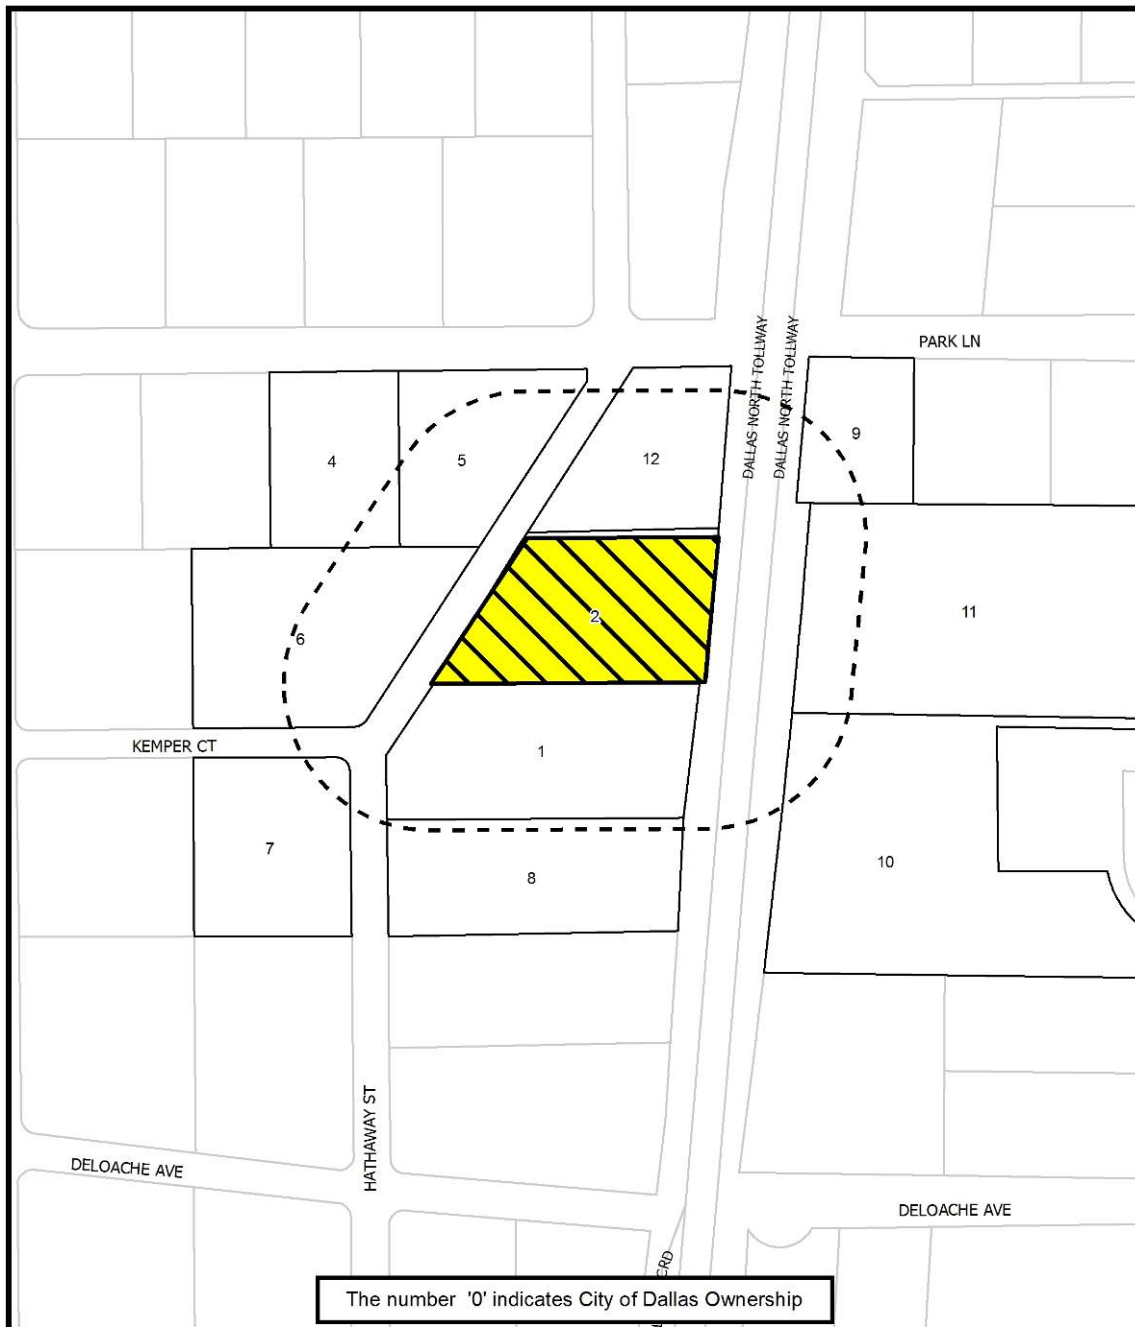 PARK LN
DALLAS NORTH TOLLWAY
DALLAS NORTH TOLLWAY
9
4
5
12
2
11
6
KEMPER CT
1
7
8
10
HATHAWAY ST
DELOACHE AVE
DELOACHE AVE
CRD
The number '0' indicates City of Dallas Ownership